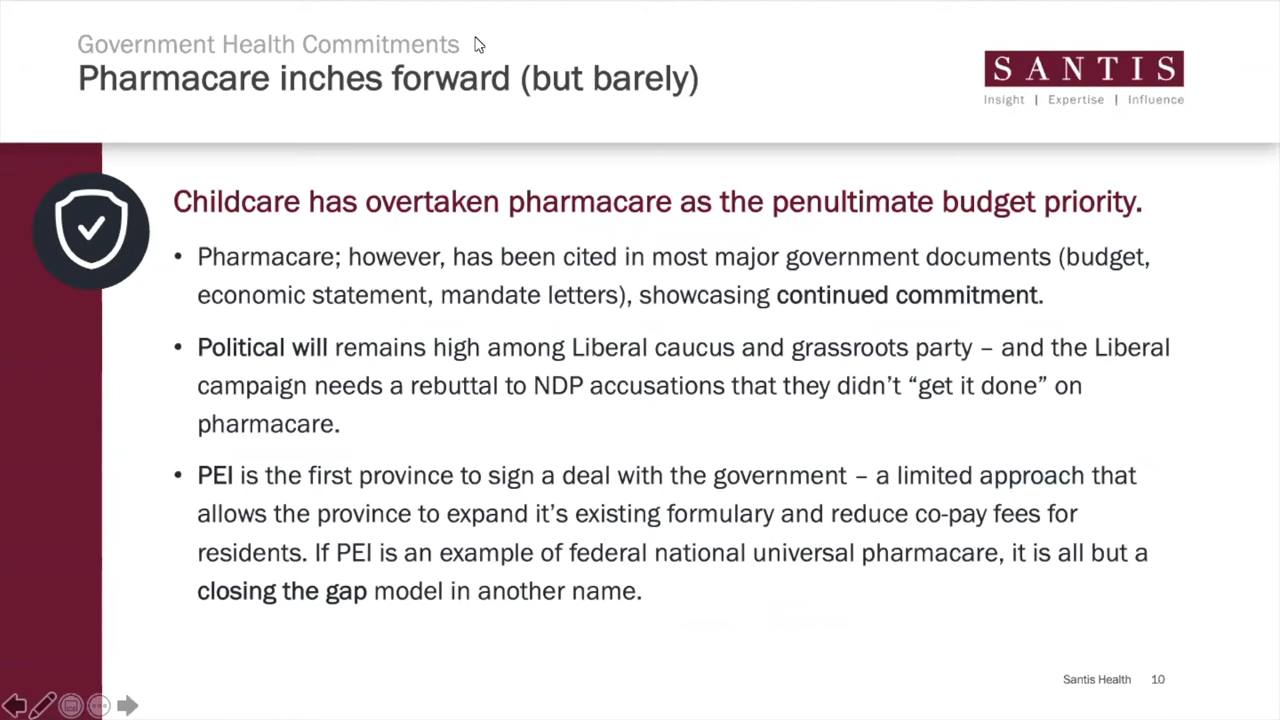 Government Health Commitments
Pharmacare inches forward (but barely)
SANTIS
Insight | Expertise | Influence
Childcare has overtaken pharmacare as the penultimate budget priority.
• Pharmacare; however, has been cited in most major government documents (budget,
economic statement, mandate letters), showcasing continued commitment.
• Political will remains high among Liberal caucus and grassroots party – and the Liberal
campaign needs a rebuttal to NDP accusations that they didn’t “get it done” on
pharmacare.
• PEI is the first province to sign a deal with the government – a limited approach that
allows the province to expand it’s existing formulary and reduce co-pay fees for
residents. If PEI is an example of federal national universal pharmacare, it is all but a
closing the gap model in another name.
Santis Health 10